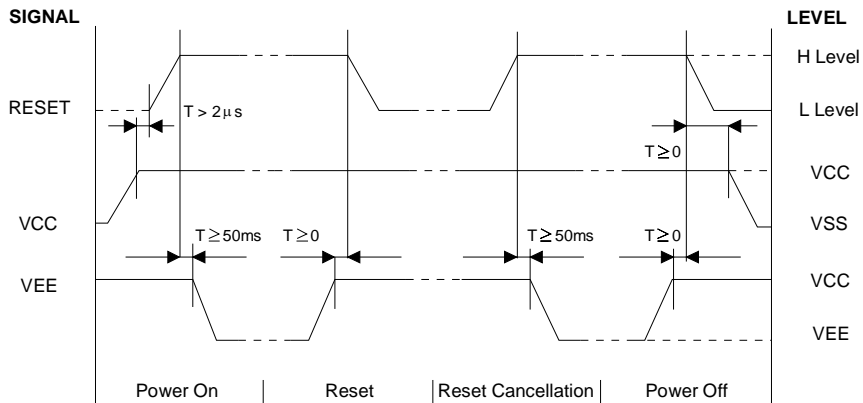 SIGNAL LEVEL
H Level
RESET L Level
T > 2μs
T≥0
VCC
VCC VSS
T≥50ms T≥0 T≥50ms T≥0
VEE VCC
VEE
Power On Reset Reset Cancellation Power Off